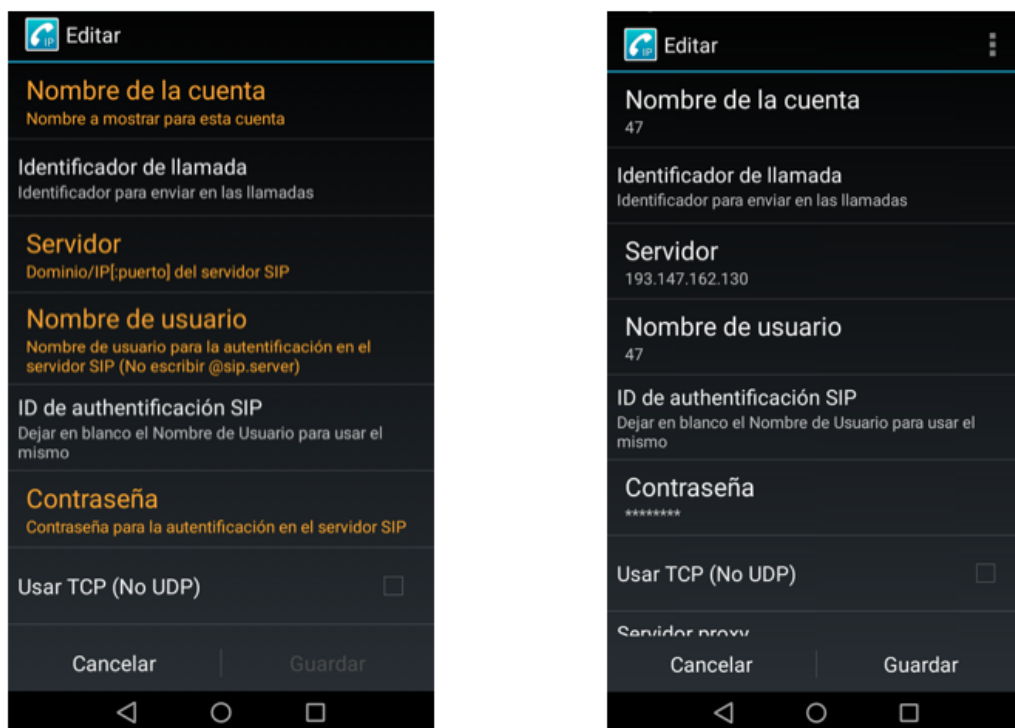 IP Editar
Nombre de la cuenta
Nombre a mostrar para esta cuenta
Identificador de llamada
Identificador para enviar en las llamadas
Servidor
Dominio/IP[:puerto] del servidor SIP
Nombre de usuario
Nombre de usuario para la autentificación en el
servidor SIP (No escribir @sip.server)
ID de authentificación SIP
Dejar en blanco el Nombre de Usuario para usar el
mismo
Contraseña
Contraseña para la autentificación en el servidor SIP
Usar TCP (No UDP)
Cancelar Guardar
IP Editar
Nombre de la cuenta
47
Identificador de llamada
Identificador para enviar en las llamadas
Servidor
193.147.162.130
Nombre de usuario
47
ID de authentificación SIP
Dejar en blanco el Nombre de Usuario para usar el
mismo
Contraseña
********
Usar TCP (No UDP)
Servidor proxy
Cancelar Guardar